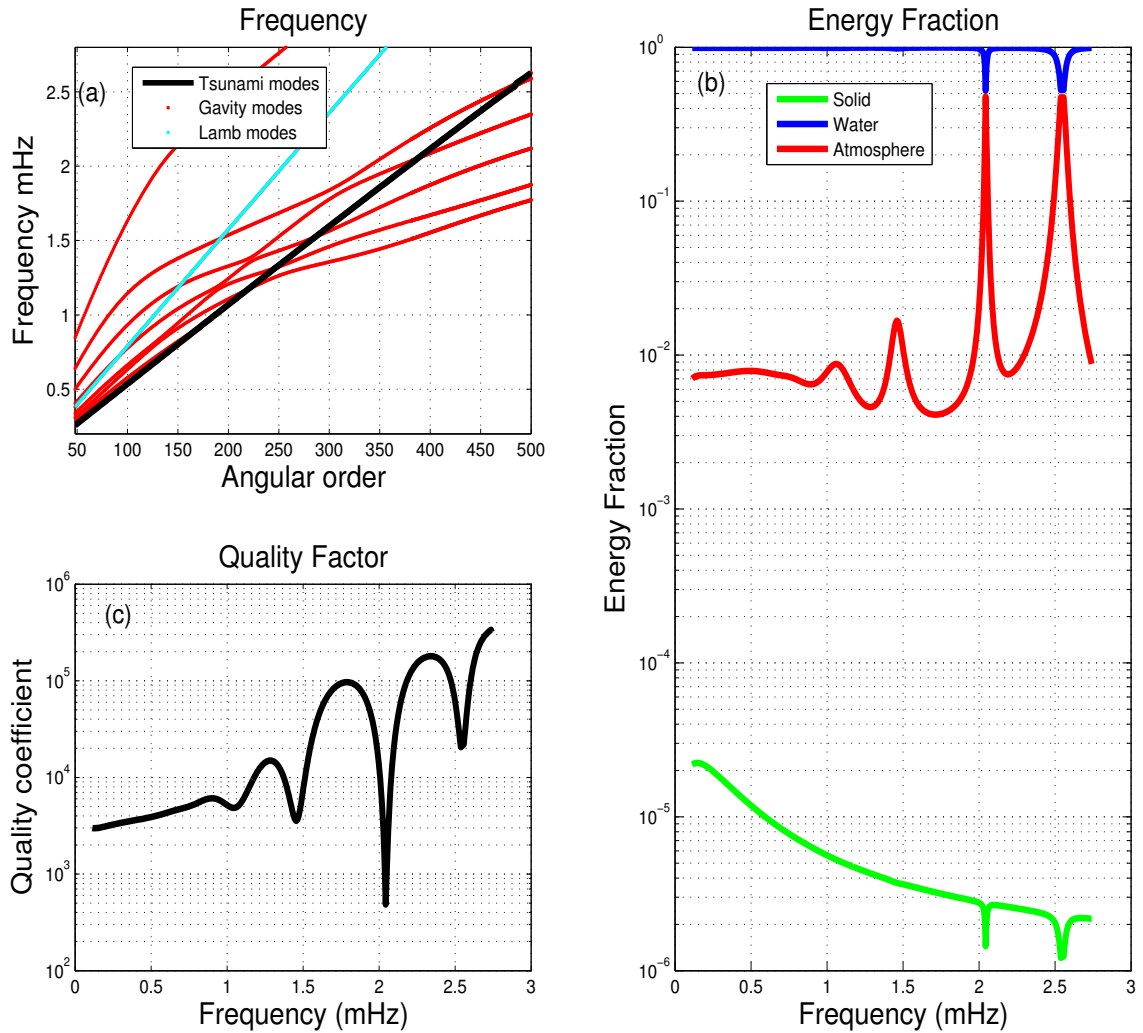 Frequency
(a)
Tsunami modes
Gavity modes
Lamb modes
Frequency mHz
2.5
2
1.5
1
0.5
50 100 150 200 250 300 350 400 450 500
Angular order
Quality Factor
(c)
Quality coefficient
10^6
10^5
10^4
10^3
10^2
0 0.5 1 1.5 2 2.5 3
Frequency (mHz)
Energy Fraction
(b)
Solid
Water
Atmosphere
Energy Fraction
10^0
10^−1
10^−2
10^−3
10^−4
10^−5
10^−6
0 0.5 1 1.5 2 2.5 3
Frequency (mHz)